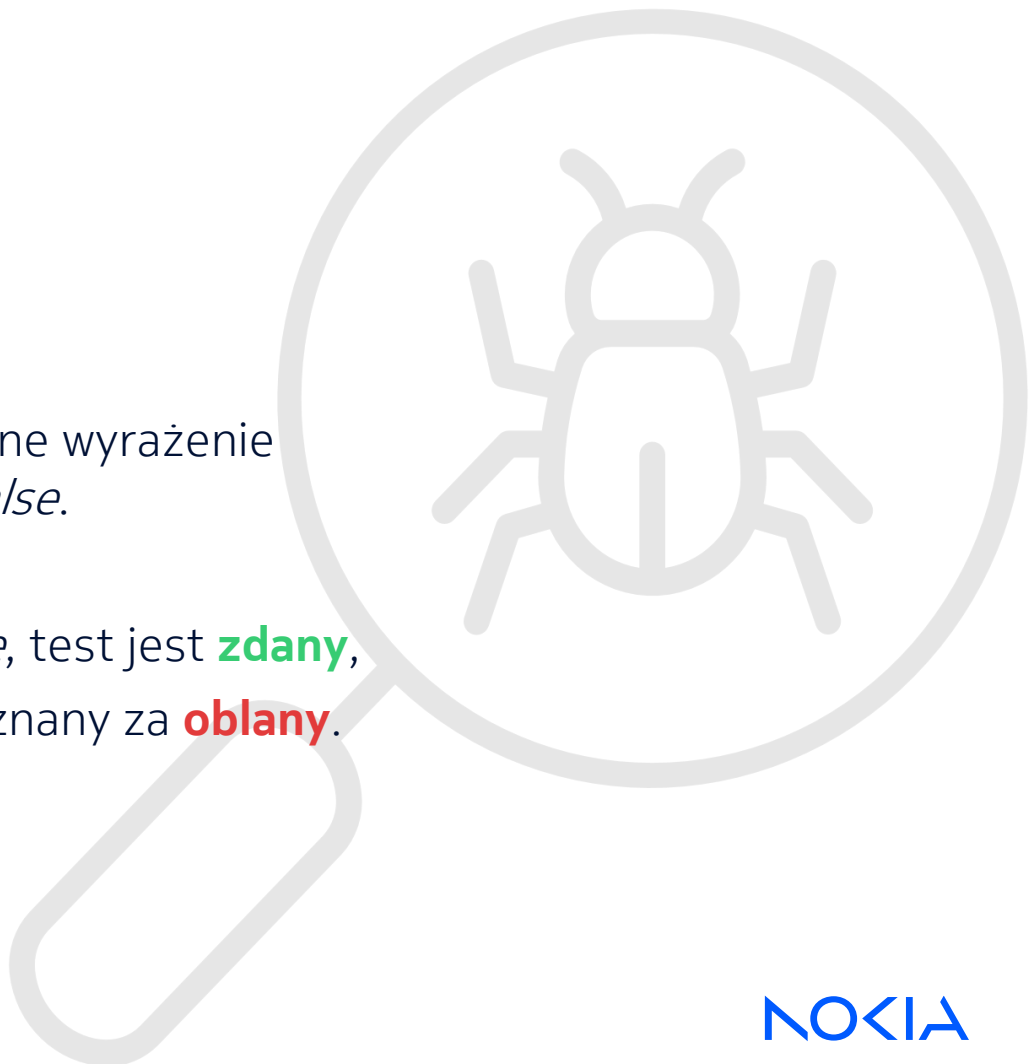 ne wyrażenie
lse.
, test jest zdany,
znany za oblany.
NOKIA